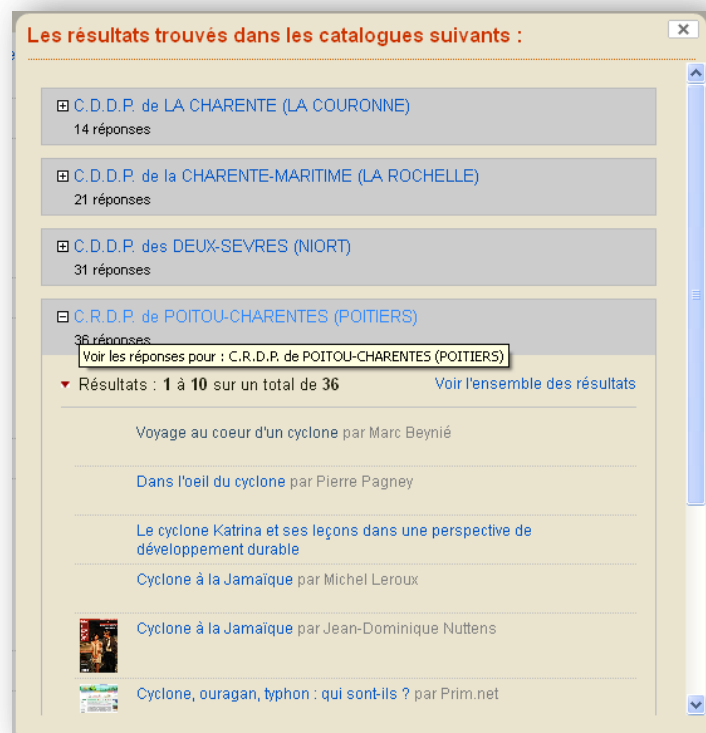 Les résultats trouvés dans les catalogues suivants :
C.D.D.P. de LA CHARENTE (LA COURONNE)
14 réponses
C.D.D.P. de la CHARENTE-MARITIME (LA ROCHELLE)
21 réponses
C.D.D.P. des DEUX-SEVRES (NIORT)
31 réponses
C.R.D.P. de POITOU-CHARENTES (POITIERS)
36 réponses
Voir les réponses pour : C.R.D.P. de POITOU-CHARENTES (POITIERS)
Résultats : 1 à 10 sur un total de 36 Voir l'ensemble des résultats
Voyage au coeur d'un cyclone par Marc Beynié
Dans l'oeil du cyclone par Pierre Pagney
Le cyclone Katrina et ses leçons dans une perspective de
développement durable
Cyclone à la Jamaïque par Michel Leroux
Cyclone à la Jamaïque par Jean-Dominique Nuttens
Cyclone, ouragan, typhon : qui sont-ils ? par Prim.net